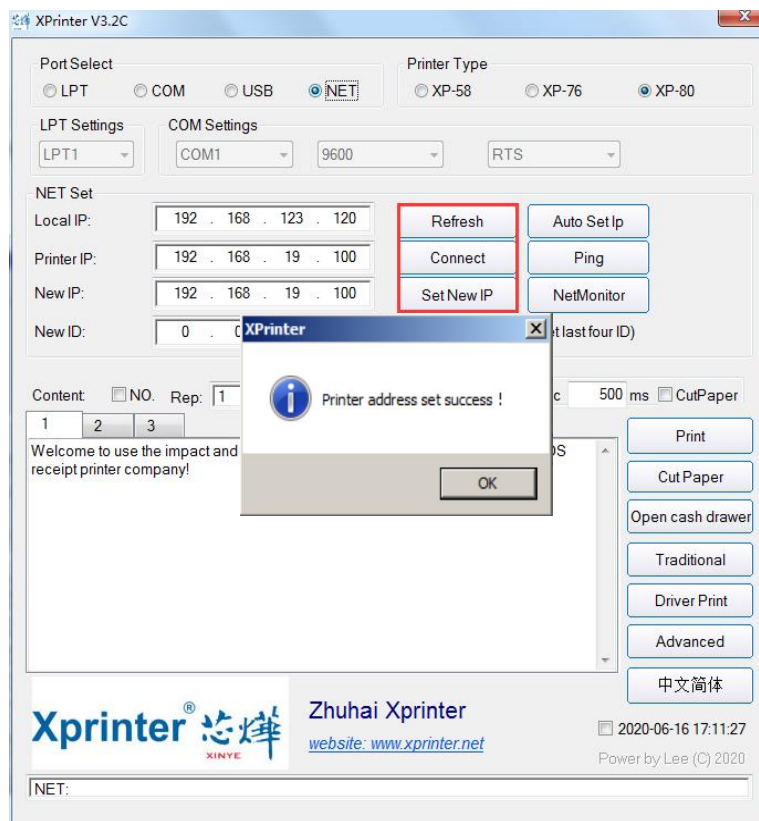 XPrinter V3.2C
Port Select
LPT COM USB NET
Printer Type
XP-58 XP-76 XP-80
LPT Settings
LPT1
COM Settings
COM1 9600 RTS
NET Set
Local IP: 192 . 168 . 123 . 120 Refresh Auto Set Ip
Printer IP: 192 . 168 . 19 . 100 Connect Ping
New IP: 192 . 168 . 19 . 100 Set New IP NetMonitor
New ID: 0 . last four ID)
XPrinter
Printer address set success !
OK
Content: NO. Rep: 1 500 ms CutPaper
1 2 3
Welcome to use the impact and
receipt printer company!
Print
Cut Paper
Open cash drawer
Traditional
Driver Print
Advanced
中文简体
Xprinter® 芯烨
XINYE
Zhuhai Xprinter
website: www.xprinter.net
2020-06-16 17:11:27
Power by Lee (C) 2020
NET: